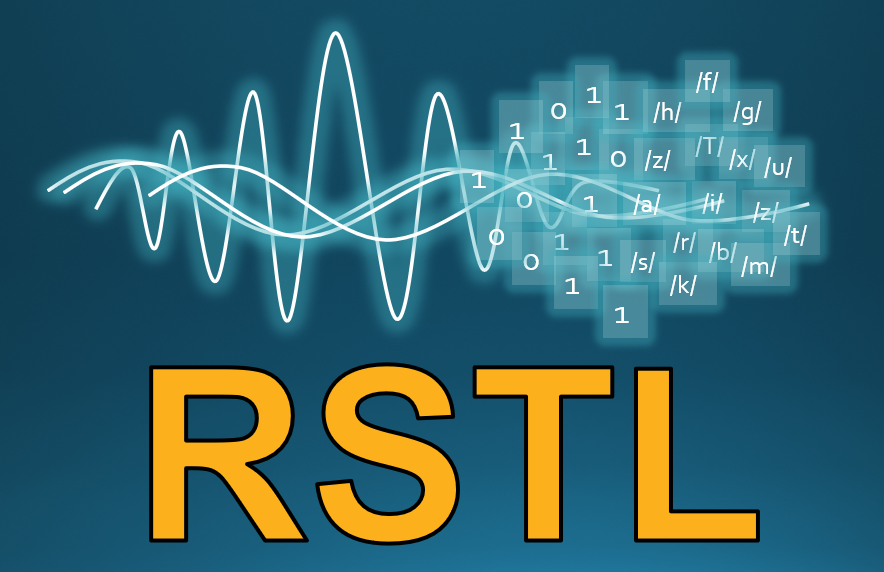 /f/
1
0 1 /h/ /g/
1
1 0 /z/ /T/ /x/ /u/
1
1
0 1 /a/ /i/ /z/
0 1 /r/ /b/ /t/
0 1 /s/ /m/
1 /k/
1
RSTL